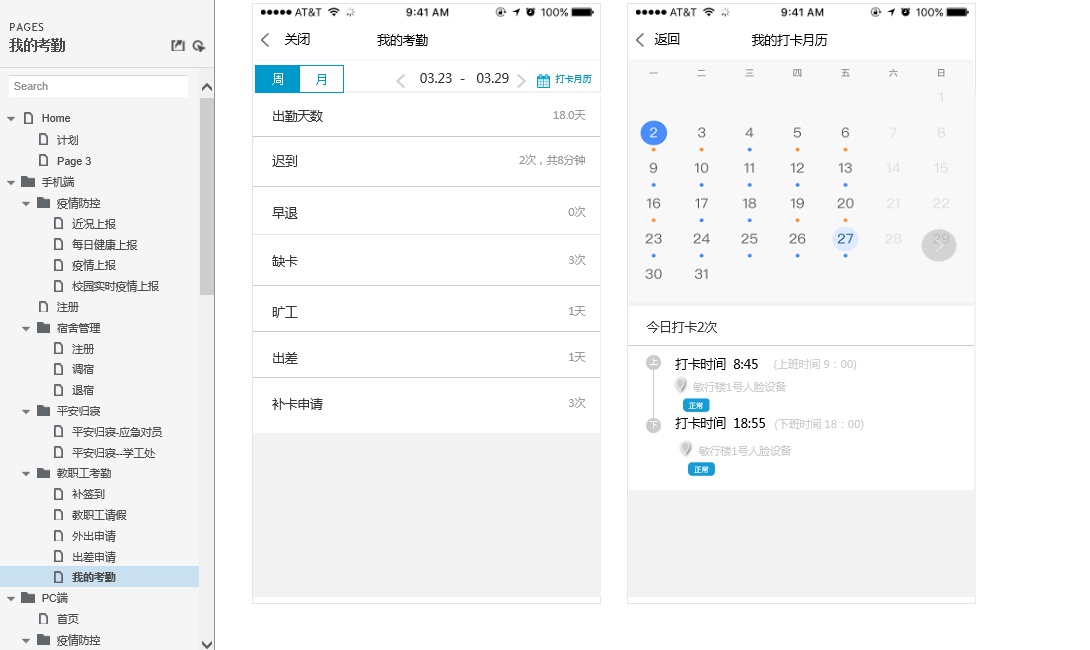 PAGES
我的考勤
Search
Home
计划
Page 3
手机端
疫情防控
近况上报
每日健康上报
疫情上报
校园实时疫情上报
注册
宿舍管理
注册
调宿
退宿
平安归寝
平安归寝-应急对员
平安归寝--学工处
教职工考勤
补签到
教职工请假
外出申请
出差申请
我的考勤
PC端
首页
疫情防控
AT&T 9:41 AM 100%
关闭 我的考勤
周 月 03.23 - 03.29 打卡月历
出勤天数 18.0天
迟到 2次，共8分钟
早退 0次
缺卡 3次
旷工 1天
出差 1天
补卡申请 3次
AT&T 9:41 AM 100%
返回 我的打卡月历
一 二 三 四 五 六 日
1
2 3 4 5 6 7 8
9 10 11 12 13 14 15
16 17 18 19 20 21 22
23 24 25 26 27 28 29
30 31
今日打卡2次
上 打卡时间 8:45 (上班时间 9：00)
敏行楼1号人脸设备
正常
下 打卡时间 18:55 (下班时间 18：00)
敏行楼1号人脸设备
正常